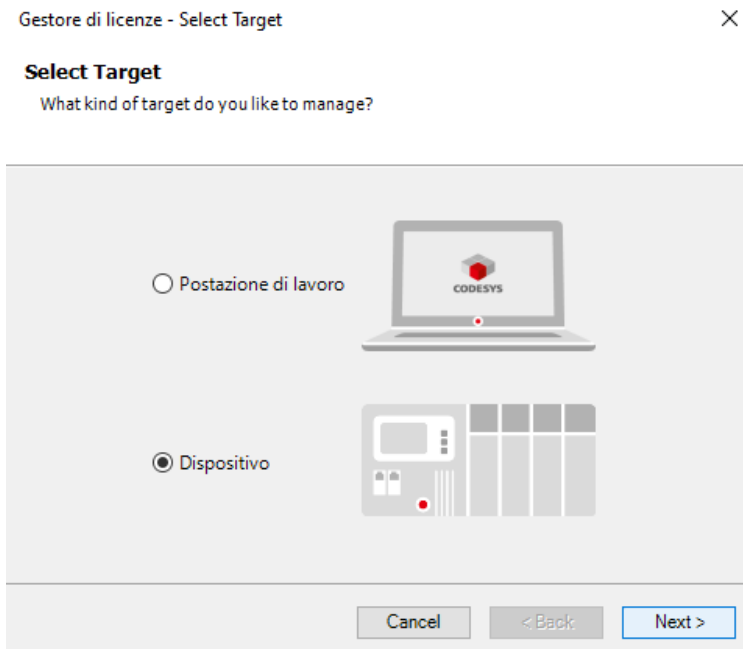 Gestore di licenze - Select Target
Select Target
What kind of target do you like to manage?
Postazione di lavoro
CODESYS
Dispositivo
Cancel
< Back
Next >